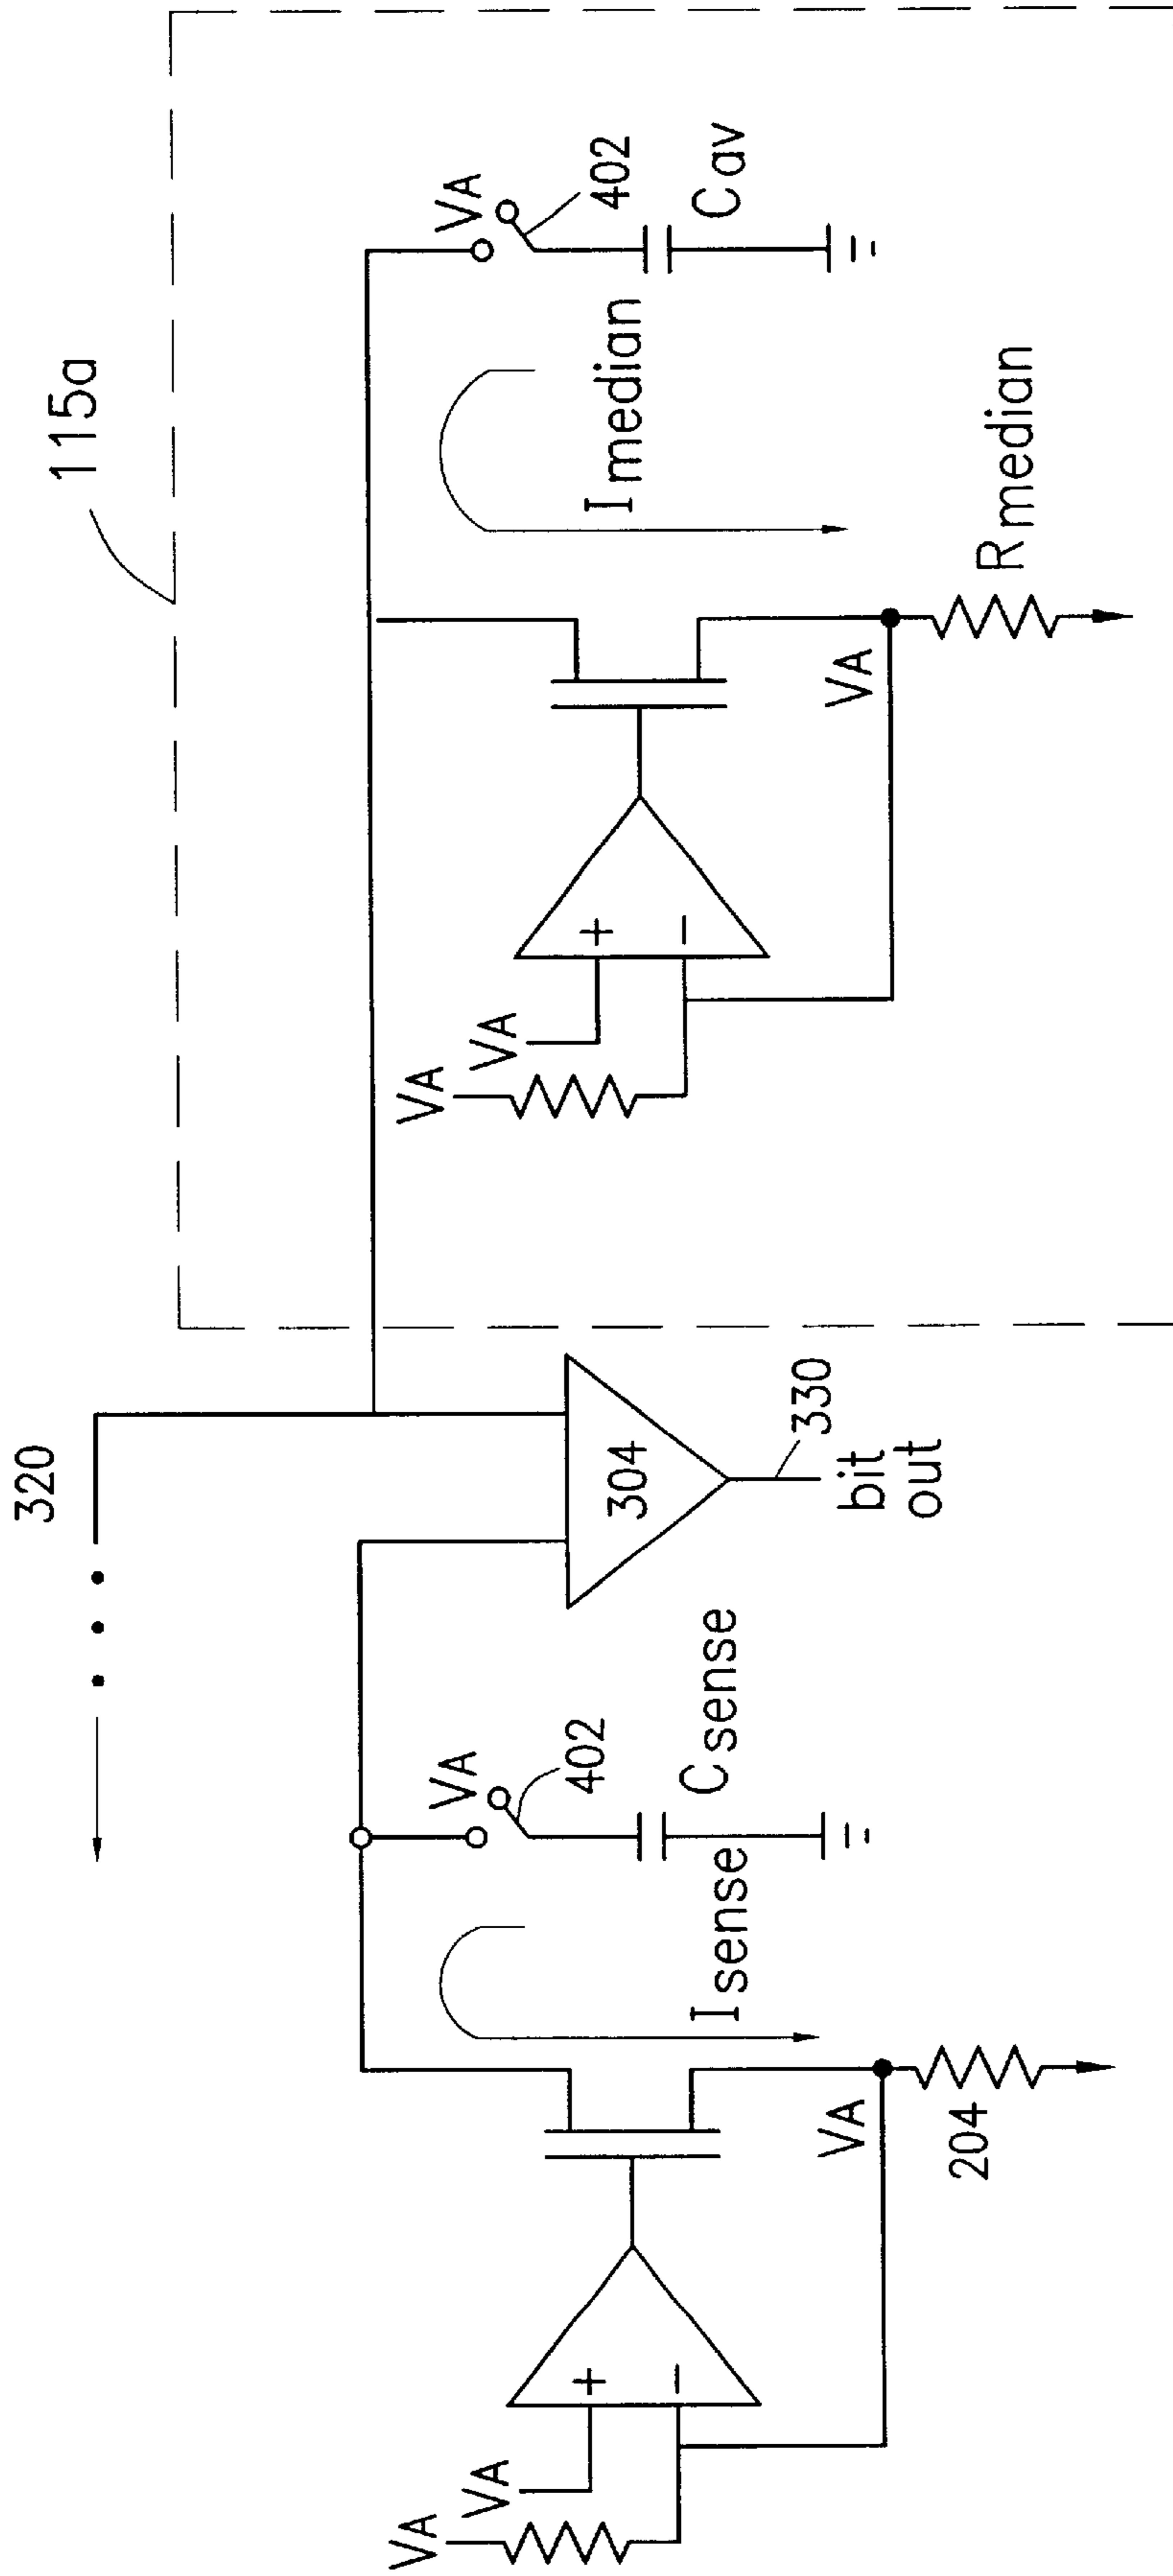 115a
320
VA
402
Cav
Imedian
Rmedian
VA
VA
VA
+
-
304
330
bit
out
VA
402
Csense
Isense
VA
204
VA
VA
+
-